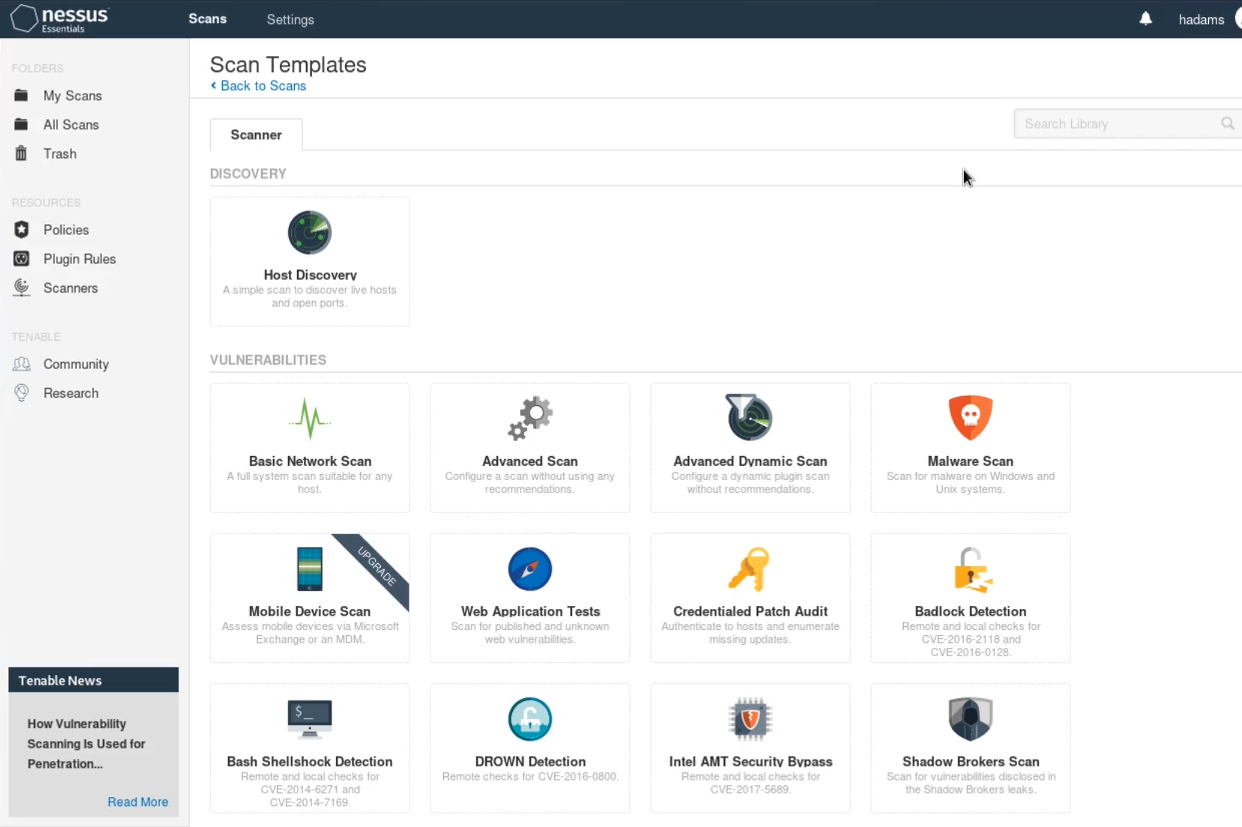 nessus
Essentials
Scans
Settings
hadams
FOLDERS
My Scans
All Scans
Trash
RESOURCES
Policies
Plugin Rules
Scanners
TENABLE
Community
Research
Tenable News
How Vulnerability
Scanning Is Used for
Penetration...
Read More
Scan Templates
Back to Scans
Scanner
Search Library
DISCOVERY
Host Discovery
A simple scan to discover live hosts
and open ports.
VULNERABILITIES
Basic Network Scan
A full system scan suitable for any
host.
Advanced Scan
Configure a scan without using any
recommendations.
Advanced Dynamic Scan
Configure a dynamic plugin scan
without recommendations.
Malware Scan
Scan for malware on Windows and
Unix systems.
UPGRADE
Mobile Device Scan
Assess mobile devices via Microsoft
Exchange or an MDM.
Web Application Tests
Scan for published and unknown
web vulnerabilities.
Credentialed Patch Audit
Authenticate to hosts and enumerate
missing updates.
Badlock Detection
Remote and local checks for
CVE-2016-2118 and
CVE-2016-0128.
$_
Bash Shellshock Detection
Remote and local checks for
CVE-2014-6271 and
CVE-2014-7169.
DROWN Detection
Remote checks for CVE-2016-0800.
Intel AMT Security Bypass
Remote and local checks for
CVE-2017-5689.
Shadow Brokers Scan
Scan for vulnerabilities disclosed in
the Shadow Brokers leaks.